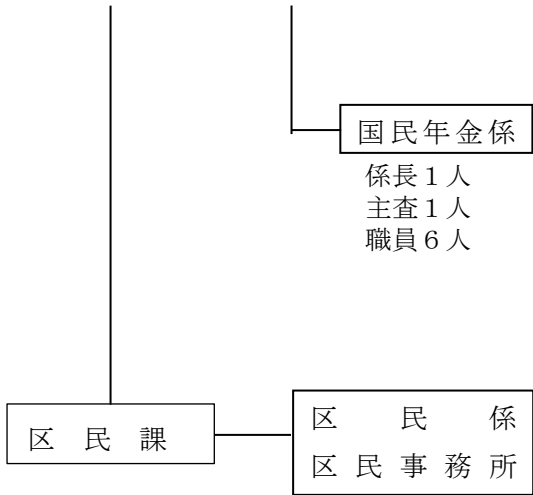 国民年金係
係長１人
主査１人
職員６人
区民課
区民係
区民事務所